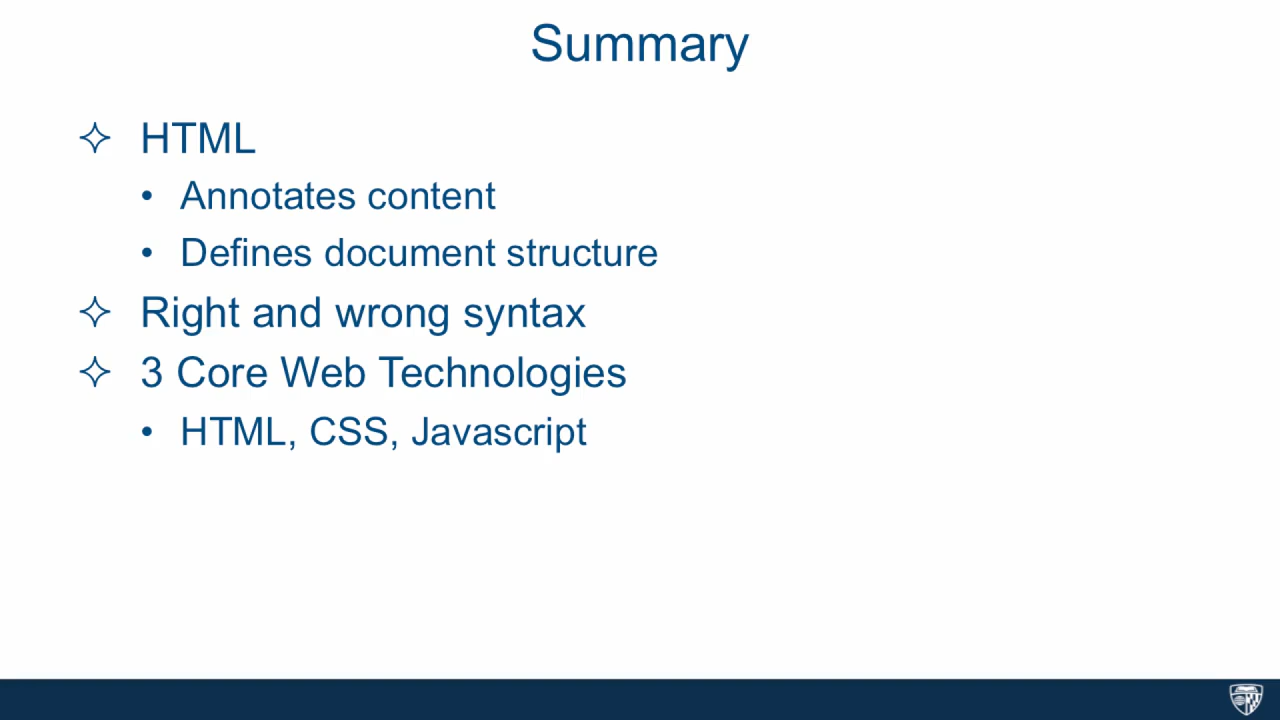 Summary
✧ HTML
• Annotates content
• Defines document structure
✧ Right and wrong syntax
✧ 3 Core Web Technologies
• HTML, CSS, Javascript